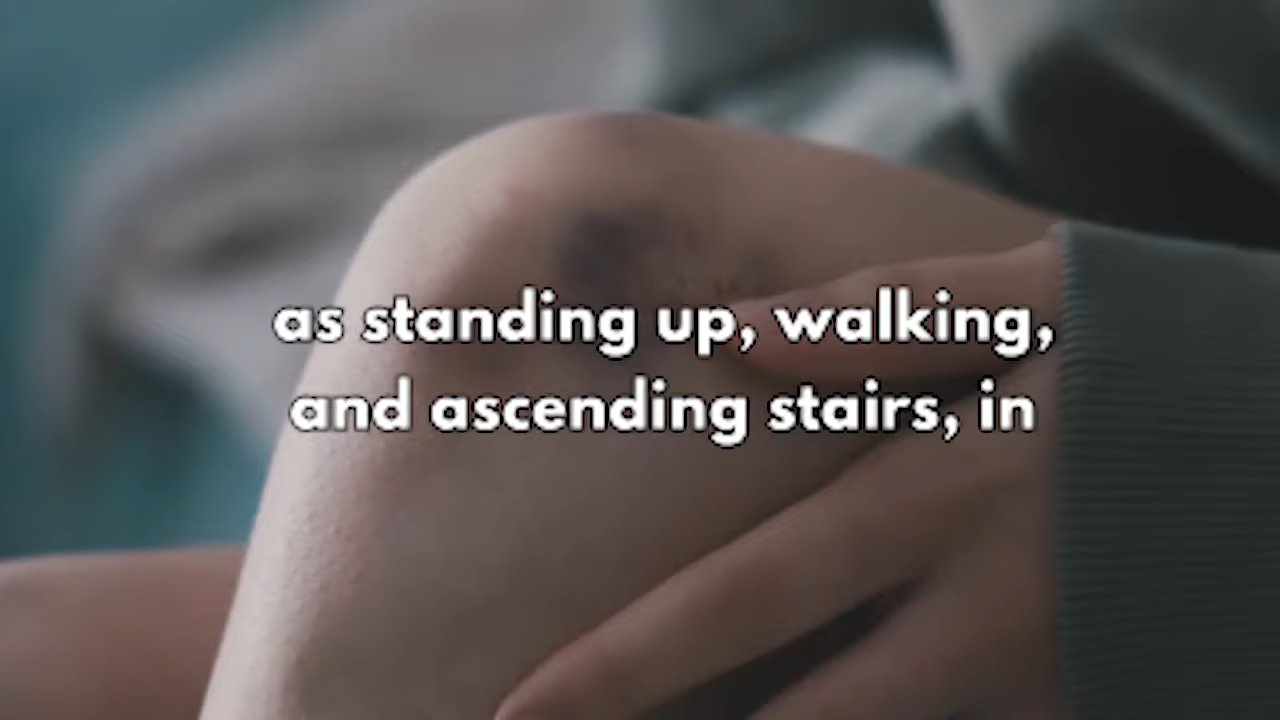 as standing up, walking,
and ascending stairs, in